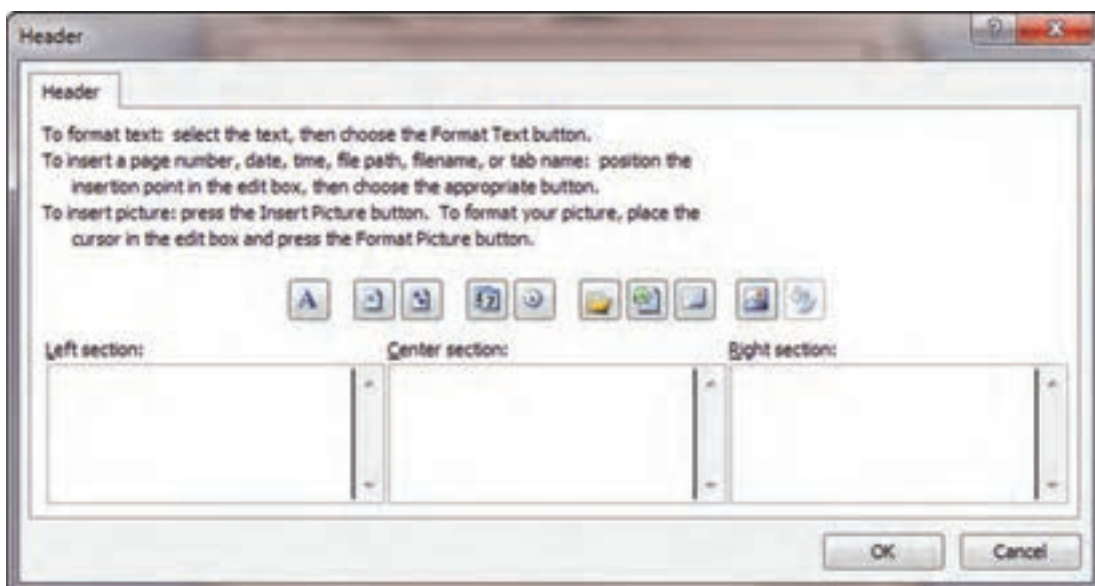 Header
Header
To format text: select the text, then choose the Format Text button.
To insert a page number, date, time, file path, filename, or tab name: position the
insertion point in the edit box, then choose the appropriate button.
To insert picture: press the Insert Picture button. To format your picture, place the
cursor in the edit box and press the Format Picture button.
A
Left section:
Center section:
Right section:
OK
Cancel